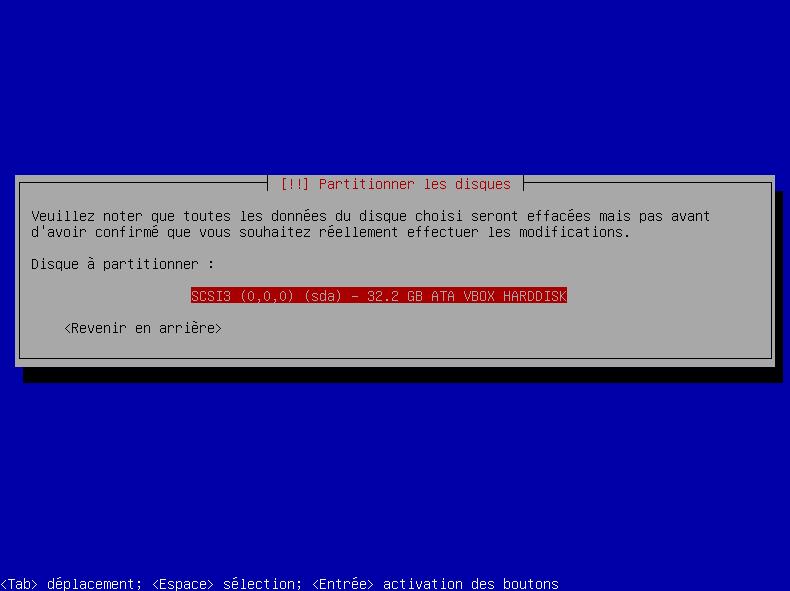 [!!] Partitionner les disques
Veuillez noter que toutes les données du disque choisi seront effacées mais pas avant
d'avoir confirmé que vous souhaitez réellement effectuer les modifications.
Disque à partitionner :
SCSI3 (0,0,0) (sda) - 32.2 GB ATA VBOX HARDDISK
<Revenir en arrière>
<Tab> déplacement; <Espace> sélection; <Entrée> activation des boutons